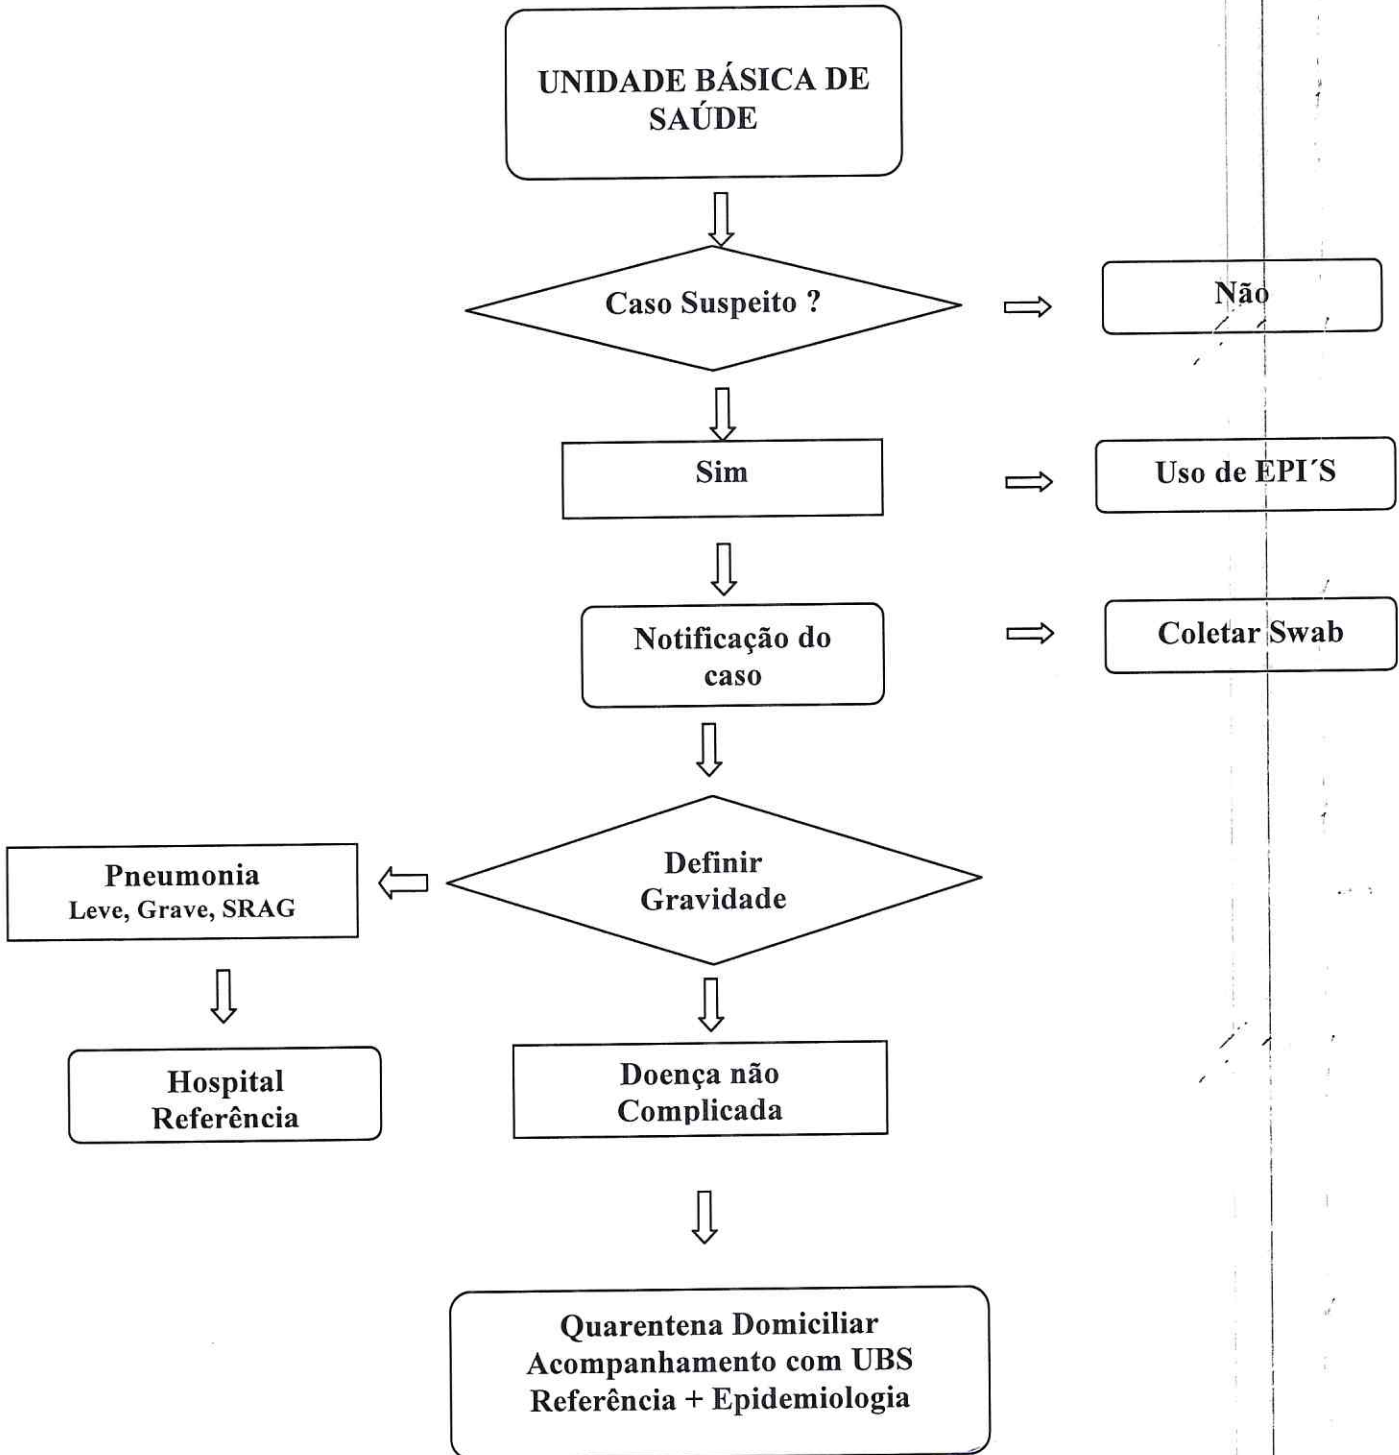 UNIDADE BÁSICA DE
SAÚDE
Caso Suspeito ?
Não
Sim
Uso de EPI´S
Notificação do
caso
Coletar Swab
Definir
Gravidade
Pneumonia
Leve, Grave, SRAG
Hospital
Referência
Doença não
Complicada
Quarentena Domiciliar
Acompanhamento com UBS
Referência + Epidemiologia